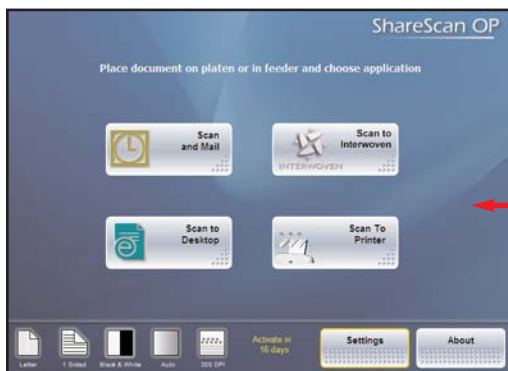 ShareScan OP
Place document on platen or in feeder and choose application
Scan
and Mail
Scan to
Interwoven
INTERWOVEN
Scan to
Desktop
Scan To
Printer
Letter
1 Sided
Black & White
Auto
300 DPI
Activate in
16 days
Settings
About